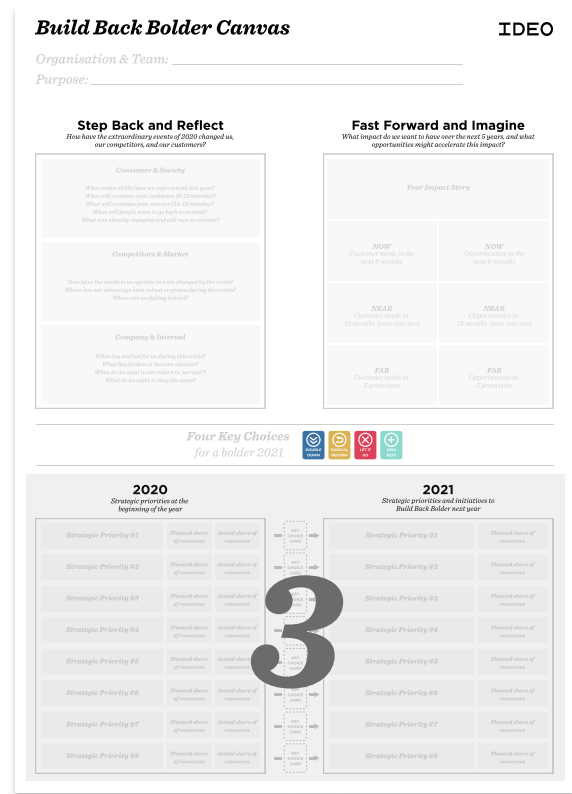 Build Back Bolder Canvas
IDEO
Organisation & Team:
Purpose:
Step Back and Reflect
How have the extraordinary events of 2020 changed us,
our competitors, and our customers?
Consumer & Society
What major shifts have we experienced this year?
What will continue post-lockdown (6-12 months)?
What will continue post-vaccine (12-18 months)?
What will people want to go back to normal?
What was already changing and will now accelerate?
Competitors & Market
How have the markets we operate in been changed by the crisis?
Where has our advantage been robust or proven during this crisis?
Where are we falling behind?
Company & Internal
What has worked for us during this crisis?
What has broken or become obsolete?
What do we want to see return to 'normal'?
What do we want to stay the same?
Fast Forward and Imagine
What impact do we want to have over the next 5 years, and what
opportunities might accelerate this impact?
Your Impact Story
NOW
Customer needs in the
next 6 months
NOW
Opportunities in the
next 6 months
NEAR
Customer needs in
18 months (post-vaccine)
NEAR
Opportunities in
18 months (post-vaccine)
FAR
Customer needs in
5 years time
FAR
Opportunities in
5 years time
Four Key Choices
for a bolder 2021
DOUBLE
DOWN
RADICAL
REFORM
LET IT
GO
NEW
BETS
2020
Strategic priorities at the
beginning of the year
2021
Strategic priorities and initiatives to
Build Back Bolder next year
Strategic Priority #1
Planned share
of resources
Actual share of
resources
KEY
CHOICE
CARD
Strategic Priority #1
Planned share of
resources
Strategic Priority #2
Planned share
of resources
Actual share of
resources
KEY
CHOICE
CARD
Strategic Priority #2
Planned share of
resources
Strategic Priority #3
Planned share
of resources
Actual share of
resources
Strategic Priority #3
Planned share of
resources
Strategic Priority #4
Planned share
of resources
Actual share of
resources
Strategic Priority #4
Planned share of
resources
3
Strategic Priority #5
Planned share
of resources
Actual share of
resources
KEY
CHOICE
CARD
Strategic Priority #5
Planned share of
resources
Strategic Priority #6
Planned share
of resources
Actual share of
resources
CHOICE
CARD
Strategic Priority #6
Planned share of
resources
Strategic Priority #7
Planned share
of resources
Actual share of
resources
KEY
CHOICE
CARD
Strategic Priority #7
Planned share of
resources
Strategic Priority #8
Planned share
of resources
Actual share of
resources
KEY
CHOICE
CARD
Strategic Priority #8
Planned share of
resources